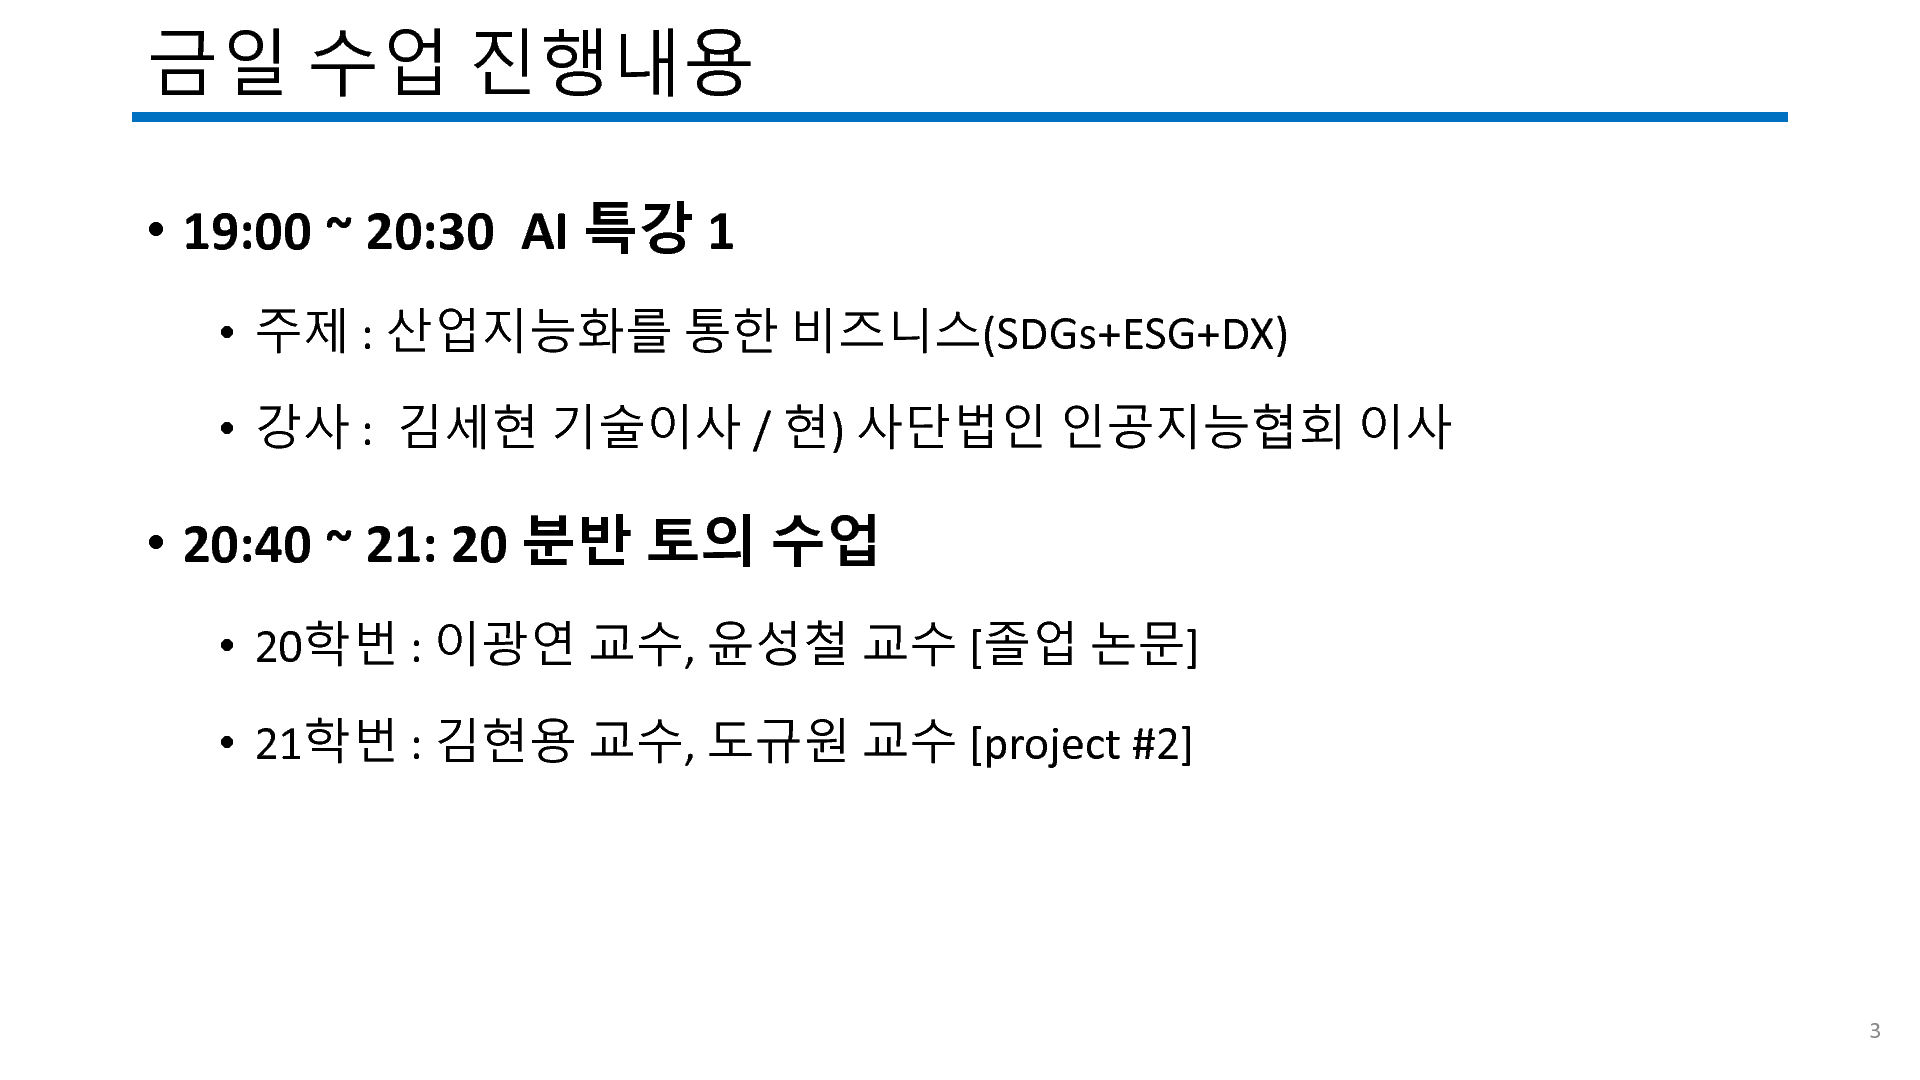 금일 수업 진행내용
• 19:00 ~ 20:30 AI 특강 1
• 주제 : 산업지능화를 통한 비즈니스(SDGs+ESG+DX)
• 강사 : 김세현 기술이사 / 현) 사단법인 인공지능협회 이사
• 20:40 ~ 21: 20 분반 토의 수업
• 20학번 : 이광연 교수, 윤성철 교수 [졸업 논문]
• 21학번 : 김현용 교수, 도규원 교수 [project #2]
3